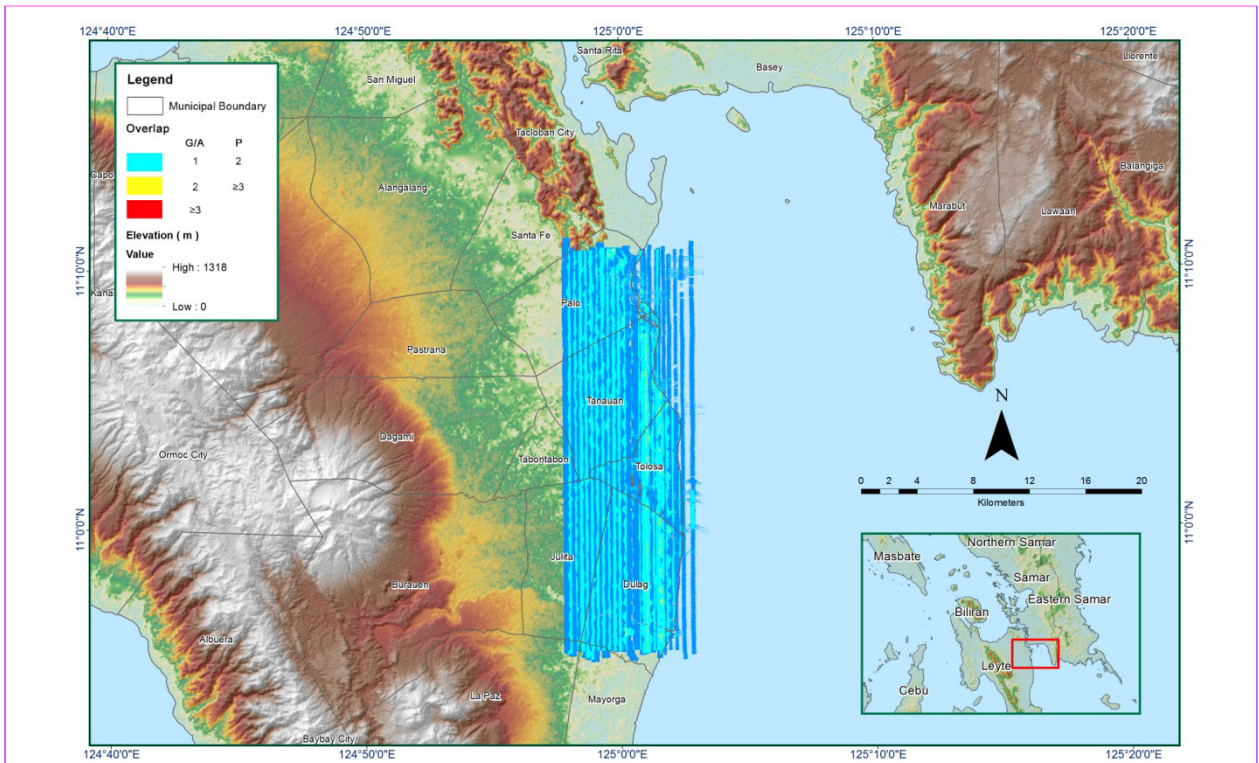 124°40'0"E 124°50'0"E 125°0'0"E 125°10'0"E 125°20'0"E
Legend
Municipal Boundary
Overlap
G/A P
1 2
2 ≥3
≥3
Elevation ( m )
Value
High : 1318
Low : 0
Santa Rita
Basey
Llorente
San Miguel
Tacloban City
Balangiga
Capo
Alangalang
Marabut
Lawaan
Santa Fe
11°10'0"N
11°10'0"N
Kana
Palo
Pastrana
Tanauan
N
Dagami
Ormoc City
Tabontabon
Tolosa
0 2 4 8 12 16 20
Kilometers
11°0'0"N
11°0'0"N
Julita
Burauen
Dulag
Albuera
La Paz
Mayorga
Baybay City
Northern Samar
Masbate
Samar
Eastern Samar
Biliran
Leyte
Cebu
124°40'0"E 124°50'0"E 125°0'0"E 125°10'0"E 125°20'0"E